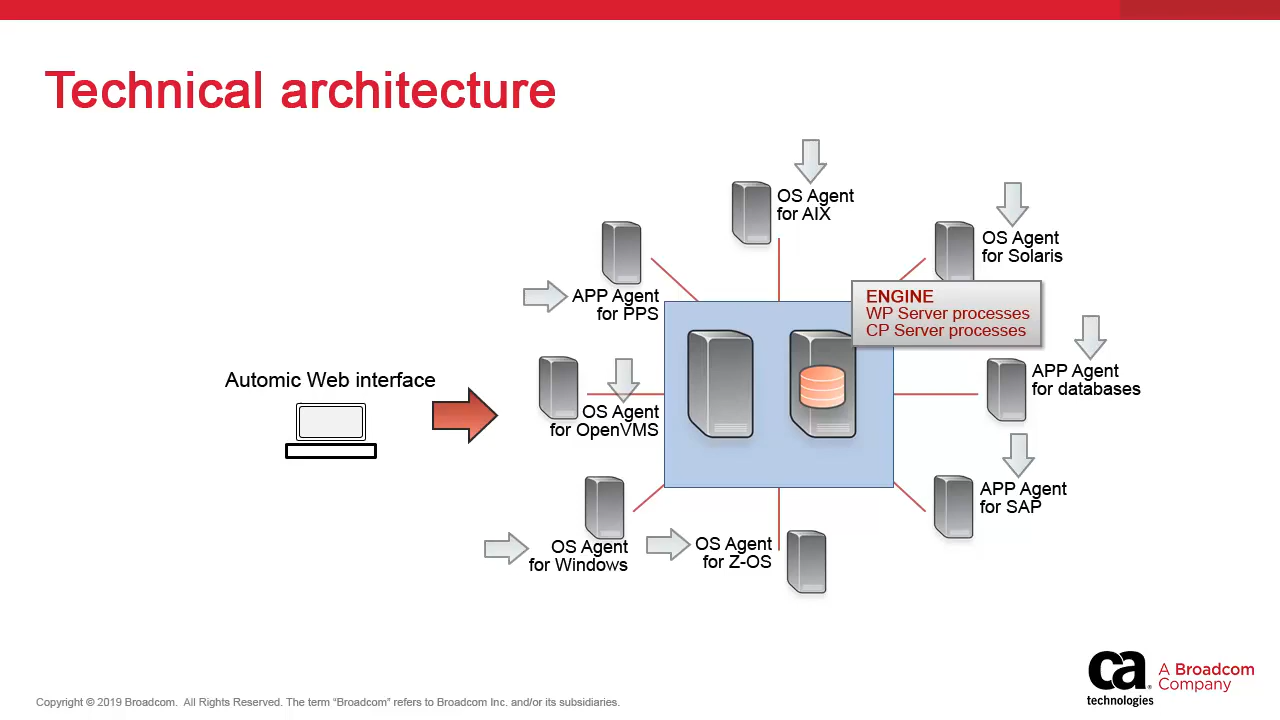 Technical architecture
OS Agent
for AIX
OS Agent
for Solaris
APP Agent
for PPS
ENGINE
WP Server processes
CP Server processes
Automic Web interface
APP Agent
for databases
OS Agent
for OpenVMS
APP Agent
for SAP
OS Agent
for Windows
OS Agent
for Z-OS
ca
technologies
A Broadcom
Company
Copyright © 2019 Broadcom. All Rights Reserved. The term “Broadcom” refers to Broadcom Inc. and/or its subsidiaries.